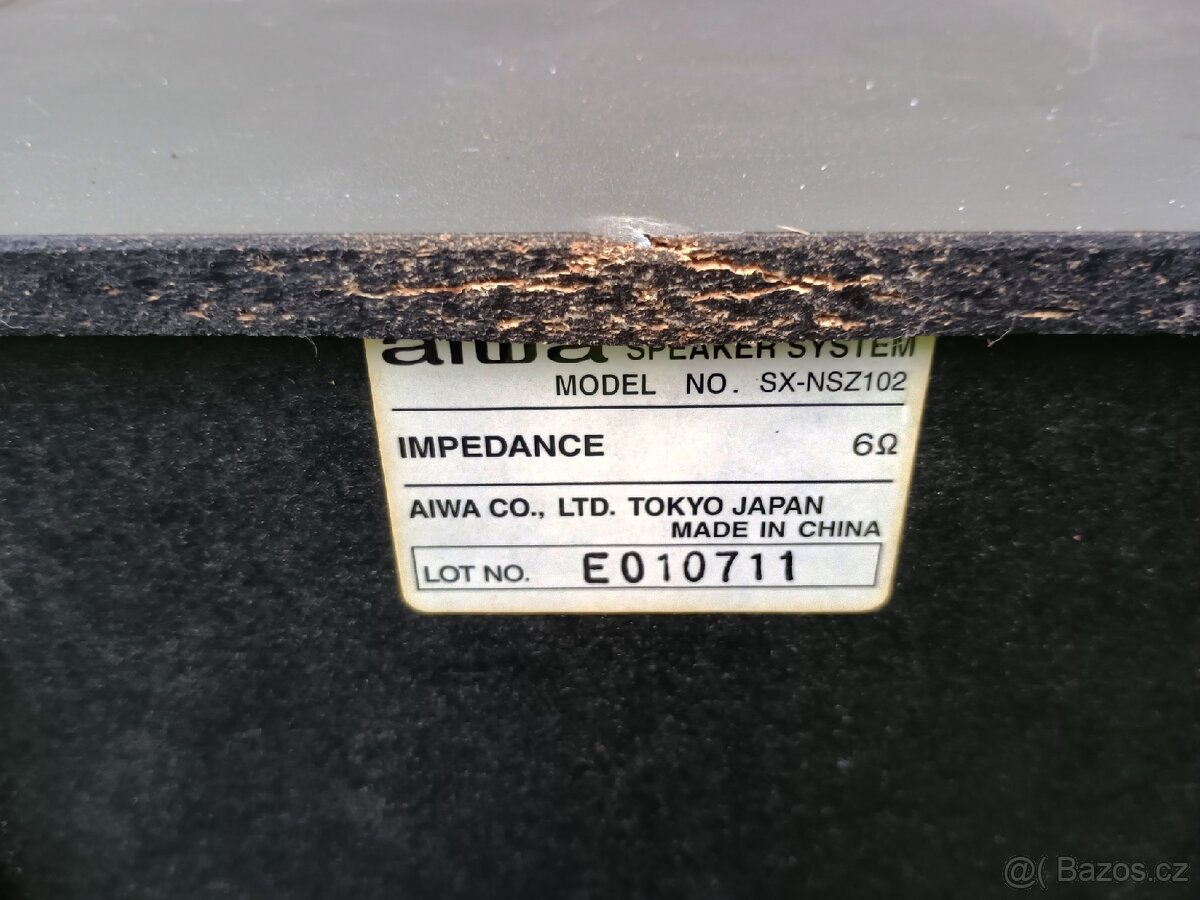 aiwa SPEAKER SYSTEM
MODEL NO. SX-NSZ102
IMPEDANCE 6Ω
AIWA CO., LTD. TOKYO JAPAN
MADE IN CHINA
LOT NO. E010711
@( Bazos.cz